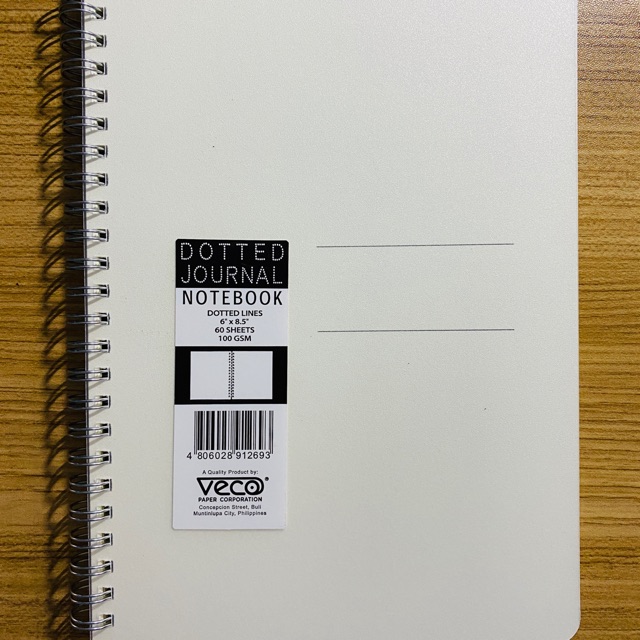 DOTTED
JOURNAL
NOTEBOOK
DOTTED LINES
6" x 8.5"
60 SHEETS
100 GSM
4 806028 912693
A Quality Product by:
veco®
PAPER CORPORATION
Concepcion Street, Buli
Muntinlupa City, Philippines